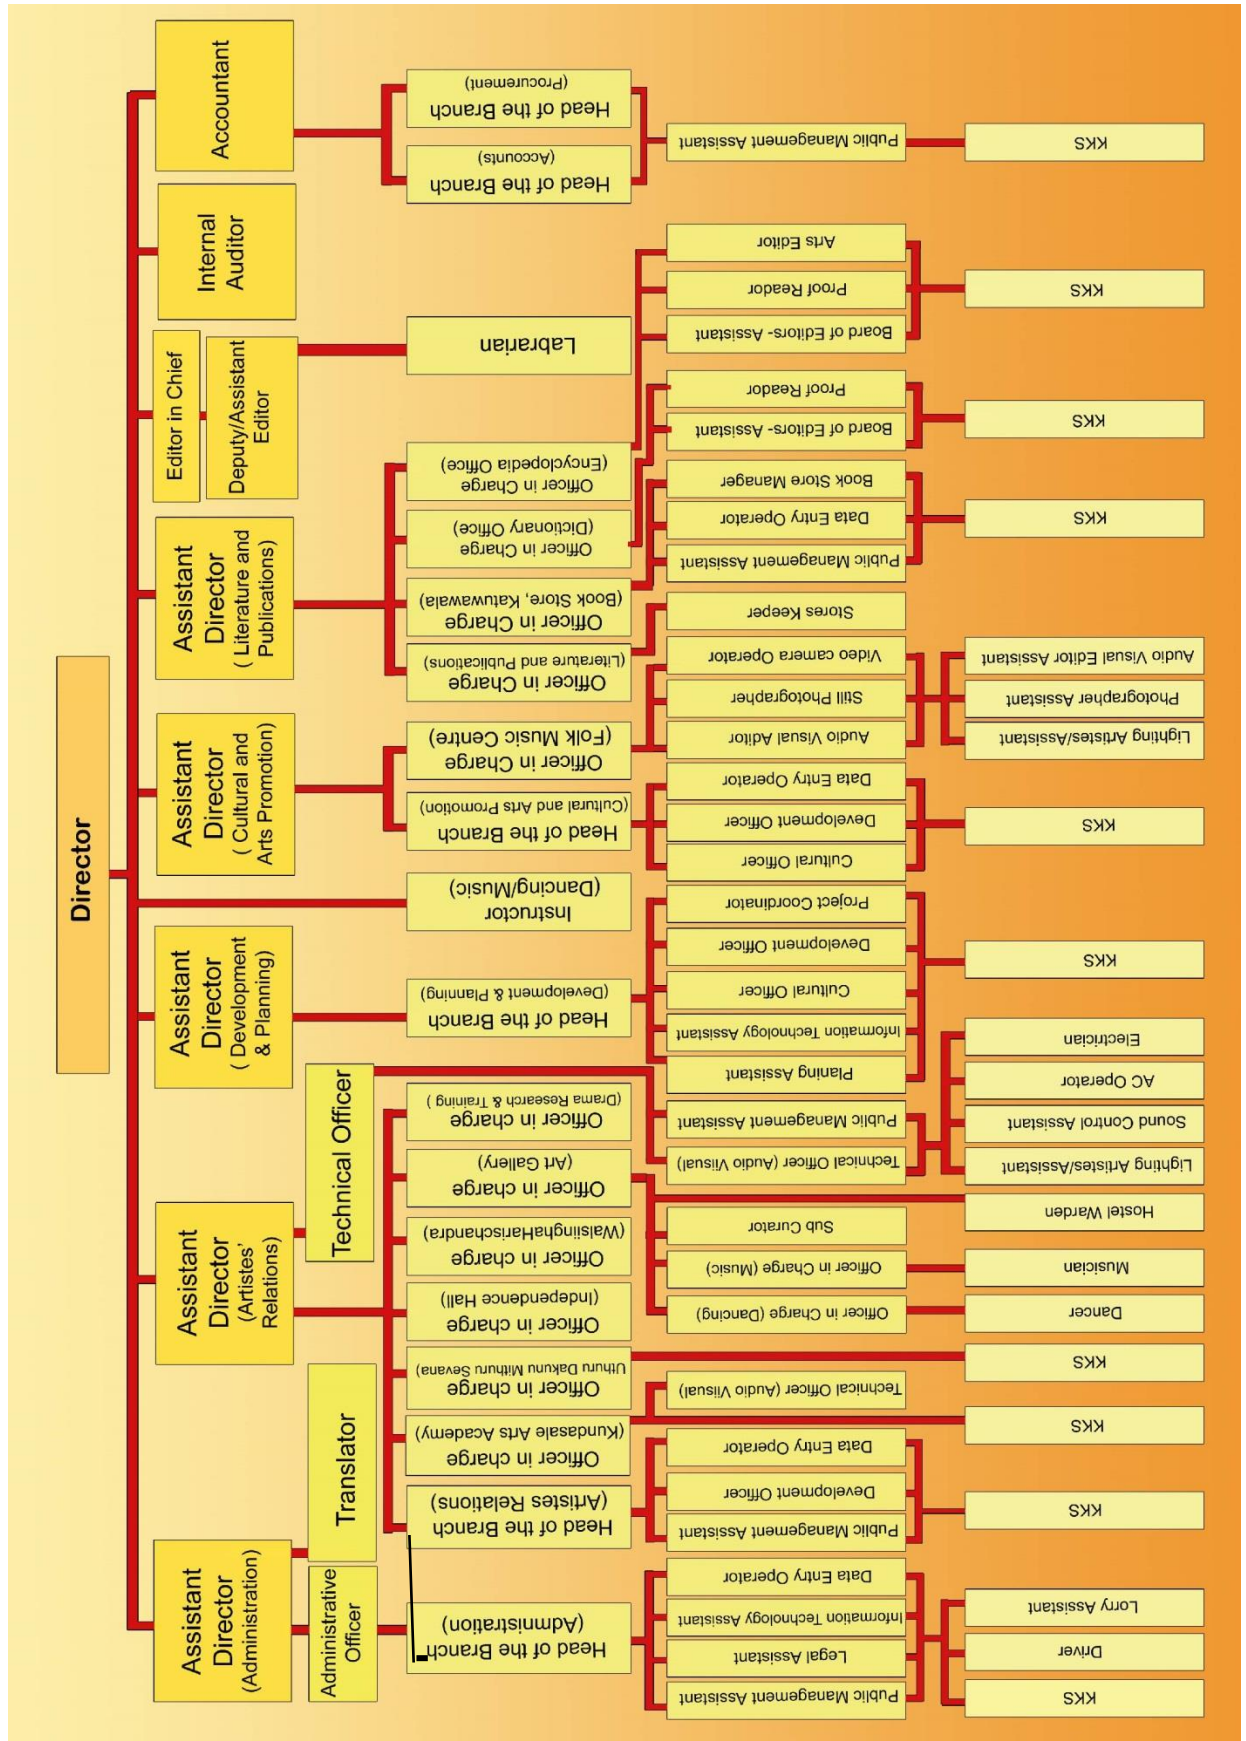 Director
Assistant
Director
(Administration)
Assistant
Director
(Artistes'
Relations)
Assistant
Director
( Development
& Planning)
Assistant
Director
( Cultural and
Arts Promotion)
Assistant
Director
( Literature and
Publications)
Editor in Chief
Deputy/Assistant
Editor
Internal
Auditor
Accountant
Administrative
Officer
Translator
Technical Officer
Head of the Branch
(Admnistration)
Head of the Branch
(Artistes Relations)
Officer in charge
(Kundasale Arts Academy)
Officer in charge
Uthuru Dakunu Mithuru Sevana)
Officer in charge
(Independence Hall)
Officer in charge
(WalsiinghaHarischandra)
Officer in charge
(Art Gallery)
Officer in charge
(Drama Research & Training )
Head of the Branch
(Development & Planning)
Instructor
(Dancing/Music)
Head of the Branch
(Cultural and Arts Promotion)
Officer in Charge
(Folk Music Centre)
Officer in Charge
(Literature and Publications)
Officer in Charge
(Book Store, Katuwawala)
Officer in Charge
(Dictionary Office)
Officer in Charge
(Encyclopedia Office)
Labrarian
Head of the Branch
(Accounts)
Head of the Branch
(Procurement)
Public Management Assistant
Legal Assistant
Information Technology Assistant
Data Entry Operator
Public Management Assistant
Development Officer
Data Entry Operator
Technical Officer (Audio Viisual)
Officer in Charge (Dancing)
Officer in Charge (Music)
Sub Curator
Technical Officer (Audio Viisual)
Public Management Assistant
Planing Assistant
Information Technology Assistant
Cultural Officer
Development Officer
Project Coordinator
Cultural Officer
Development Officer
Data Entry Operator
Audio Visual Aditor
Still Photographer
Video camera Operator
Stores Keeper
Public Management Assistant
Data Entry Operator
Book Store Manager
Board of Editors- Assistant
Proof Reador
Board of Editors- Assistant
Proof Reador
Arts Editor
Public Management Assistant
KKS
Driver
Lorry Assistant
KKS
KKS
KKS
Dancer
Musician
Hostel Warden
Lighting Artistes/Assistant
Sound Control Assistant
AC Operator
Electrician
KKS
KKS
Lighting Artistes/Assistant
Photographer Assistant
Audio Visual Editor Assistant
KKS
KKS
KKS
KKS